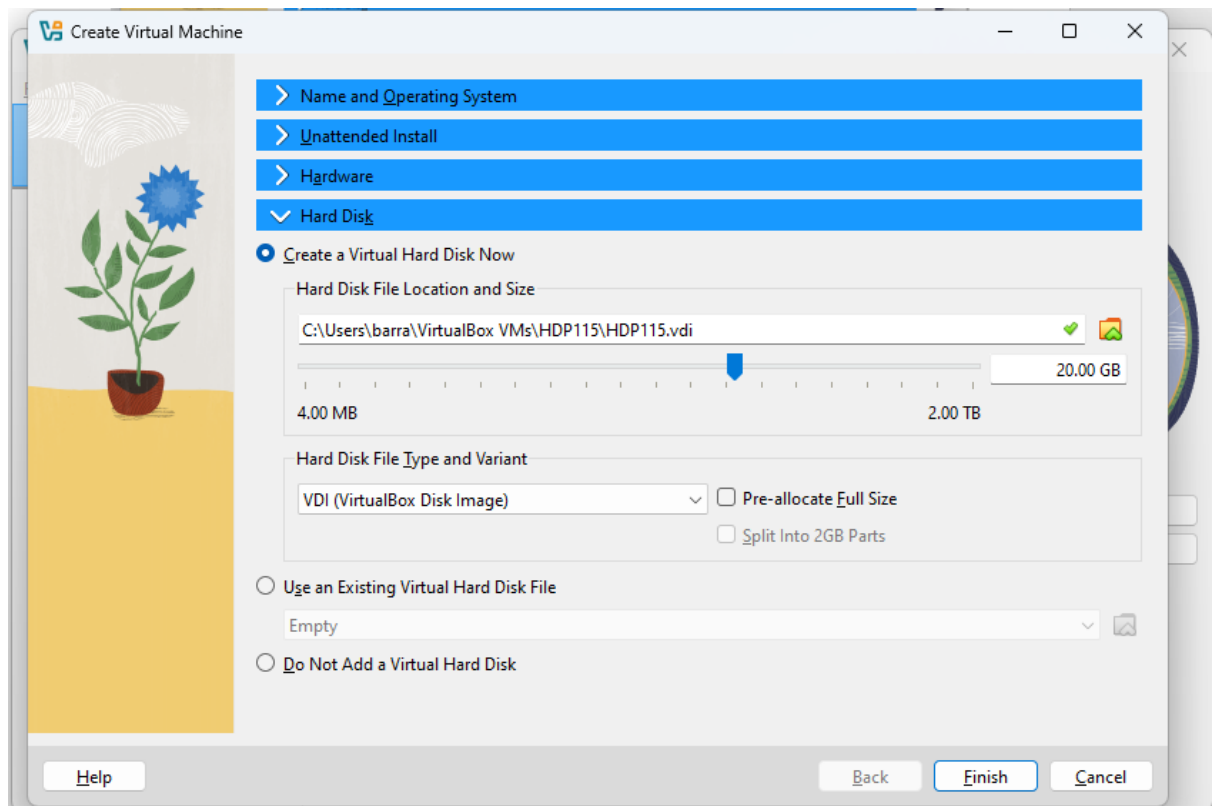 Create Virtual Machine
Name and Operating System
Unattended Install
Hardware
Hard Disk
Create a Virtual Hard Disk Now
Hard Disk File Location and Size
C:\Users\barra\VirtualBox VMs\HDP115\HDP115.vdi
20.00 GB
4.00 MB 2.00 TB
Hard Disk File Type and Variant
VDI (VirtualBox Disk Image) Pre-allocate Full Size
Split Into 2GB Parts
Use an Existing Virtual Hard Disk File
Empty
Do Not Add a Virtual Hard Disk
Help Back Finish Cancel